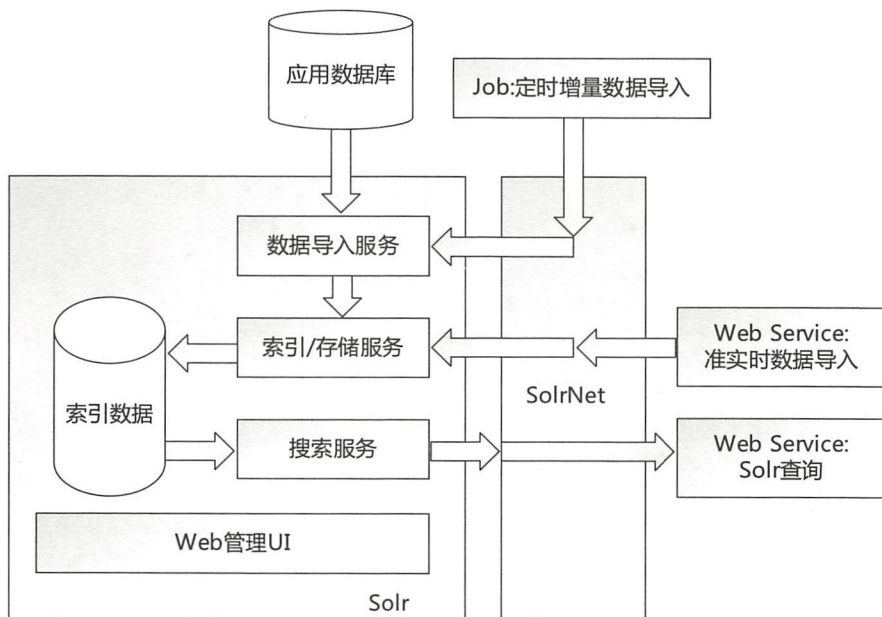 应用数据库
Job:定时增量数据导入
数据导入服务
索引/存储服务
Web Service:
准实时数据导入
SolrNet
索引数据
搜索服务
Web Service:
Solr查询
Web管理UI
Solr